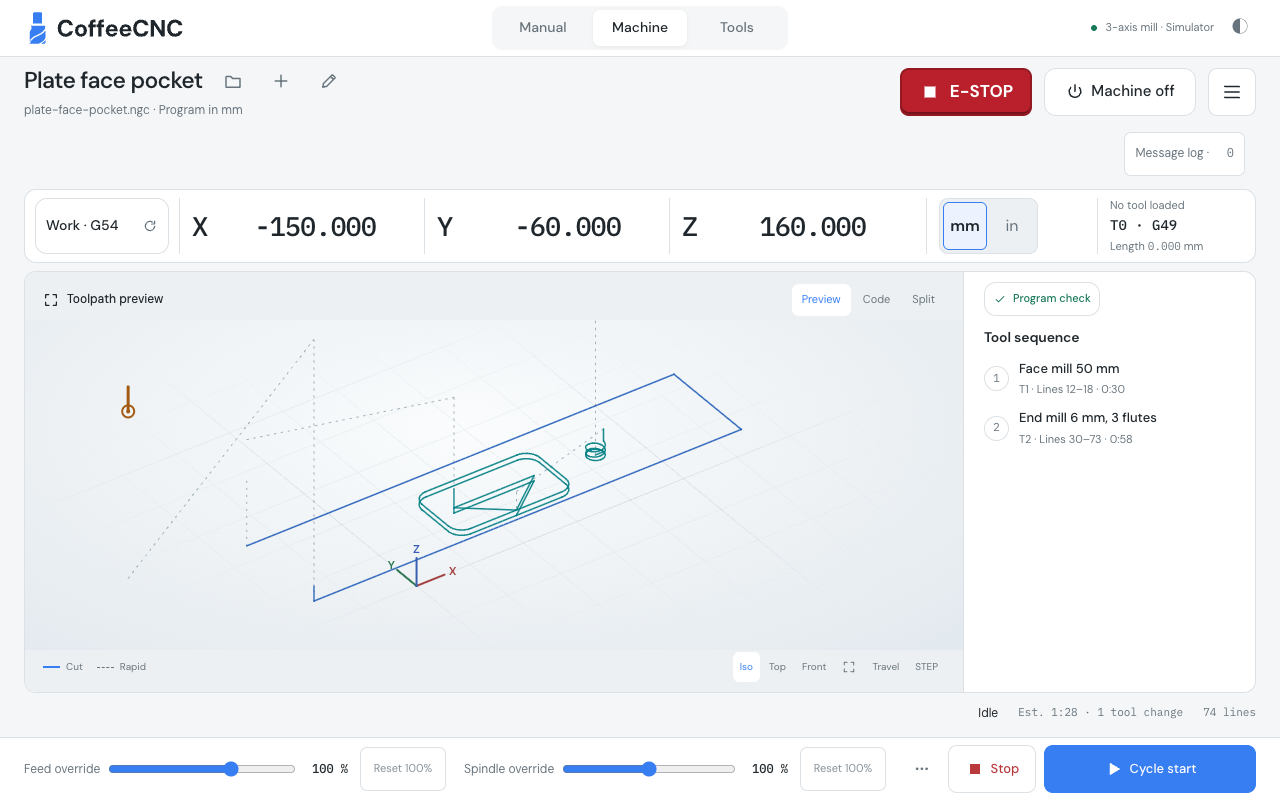 CoffeeCNC
Manual
Machine
Tools
3-axis mill · Simulator
Plate face pocket
plate-face-pocket.ngc · Program in mm
E-STOP
Machine off
Message log · 0
Work · G54
X -150.000
Y -60.000
Z 160.000
mm
in
No tool loaded
T0 · G49
Length 0.000 mm
Toolpath preview
Preview
Code
Split
Program check
Tool sequence
1
Face mill 50 mm
T1 · Lines 12–18 · 0:30
2
End mill 6 mm, 3 flutes
T2 · Lines 30–73 · 0:58
Z
Y
X
Cut
Rapid
Iso
Top
Front
Travel
STEP
Idle
Est. 1:28 · 1 tool change
74 lines
Feed override
100 %
Reset 100%
Spindle override
100 %
Reset 100%
···
Stop
Cycle start